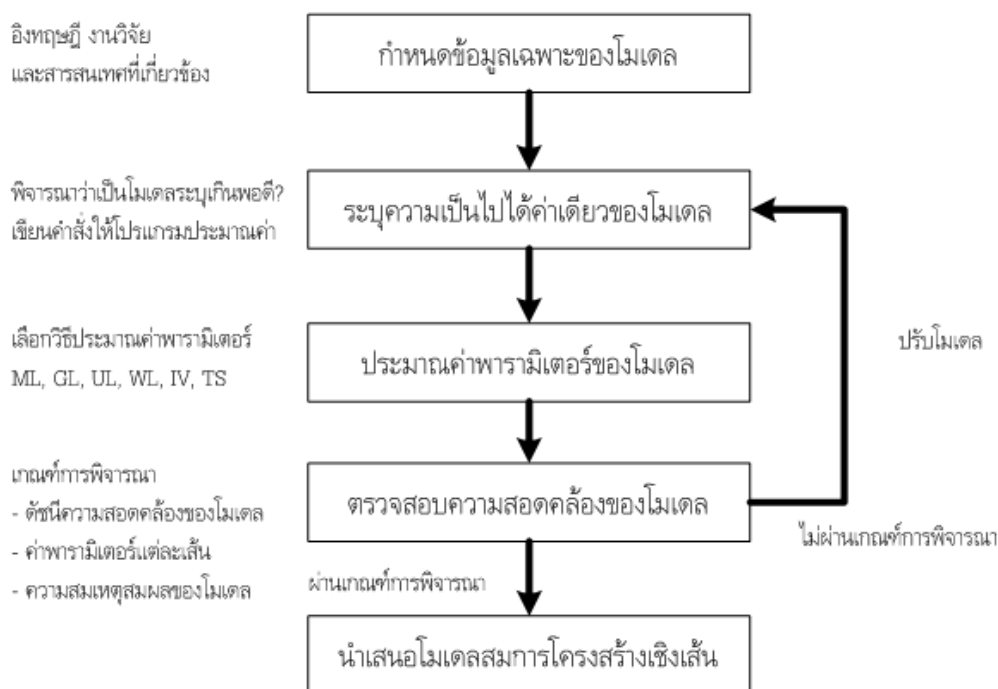 อิงทฤษฎี งานวิจัย
และสารสนเทศที่เกี่ยวข้อง
กำหนดข้อมูลเฉพาะของโมเดล
พิจารณาว่าเป็นโมเดลระบุเกินพอดี?
เขียนคำสั่งให้โปรแกรมประมาณค่า
ระบุความเป็นไปได้ค่าเดียวของโมเดล
เลือกวิธีประมาณค่าพารามิเตอร์
ML, GL, UL, WL, IV, TS
ประมาณค่าพารามิเตอร์ของโมเดล
ปรับโมเดล
เกณฑ์การพิจารณา
- ดัชนีความสอดคล้องของโมเดล
- ค่าพารามิเตอร์แต่ละเส้น
- ความสมเหตุสมผลของโมเดล
ตรวจสอบความสอดคล้องของโมเดล
ไม่ผ่านเกณฑ์การพิจารณา
ผ่านเกณฑ์การพิจารณา
นำเสนอโมเดลสมการโครงสร้างเชิงเส้น